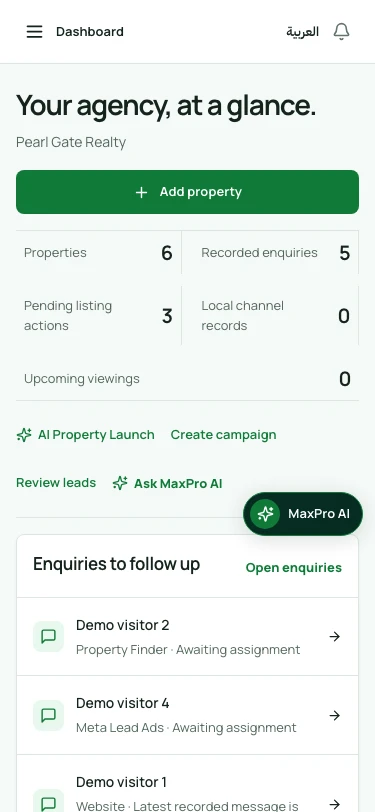 Dashboard
العربية
Your agency, at a glance.
Pearl Gate Realty
Add property
Properties 6
Recorded enquiries 5
Pending listing actions 3
Local channel records 0
Upcoming viewings 0
AI Property Launch
Create campaign
Review leads
Ask MaxPro AI
MaxPro AI
Enquiries to follow up
Open enquiries
Demo visitor 2
Property Finder · Awaiting assignment
Demo visitor 4
Meta Lead Ads · Awaiting assignment
Demo visitor 1
Website · Latest recorded message is